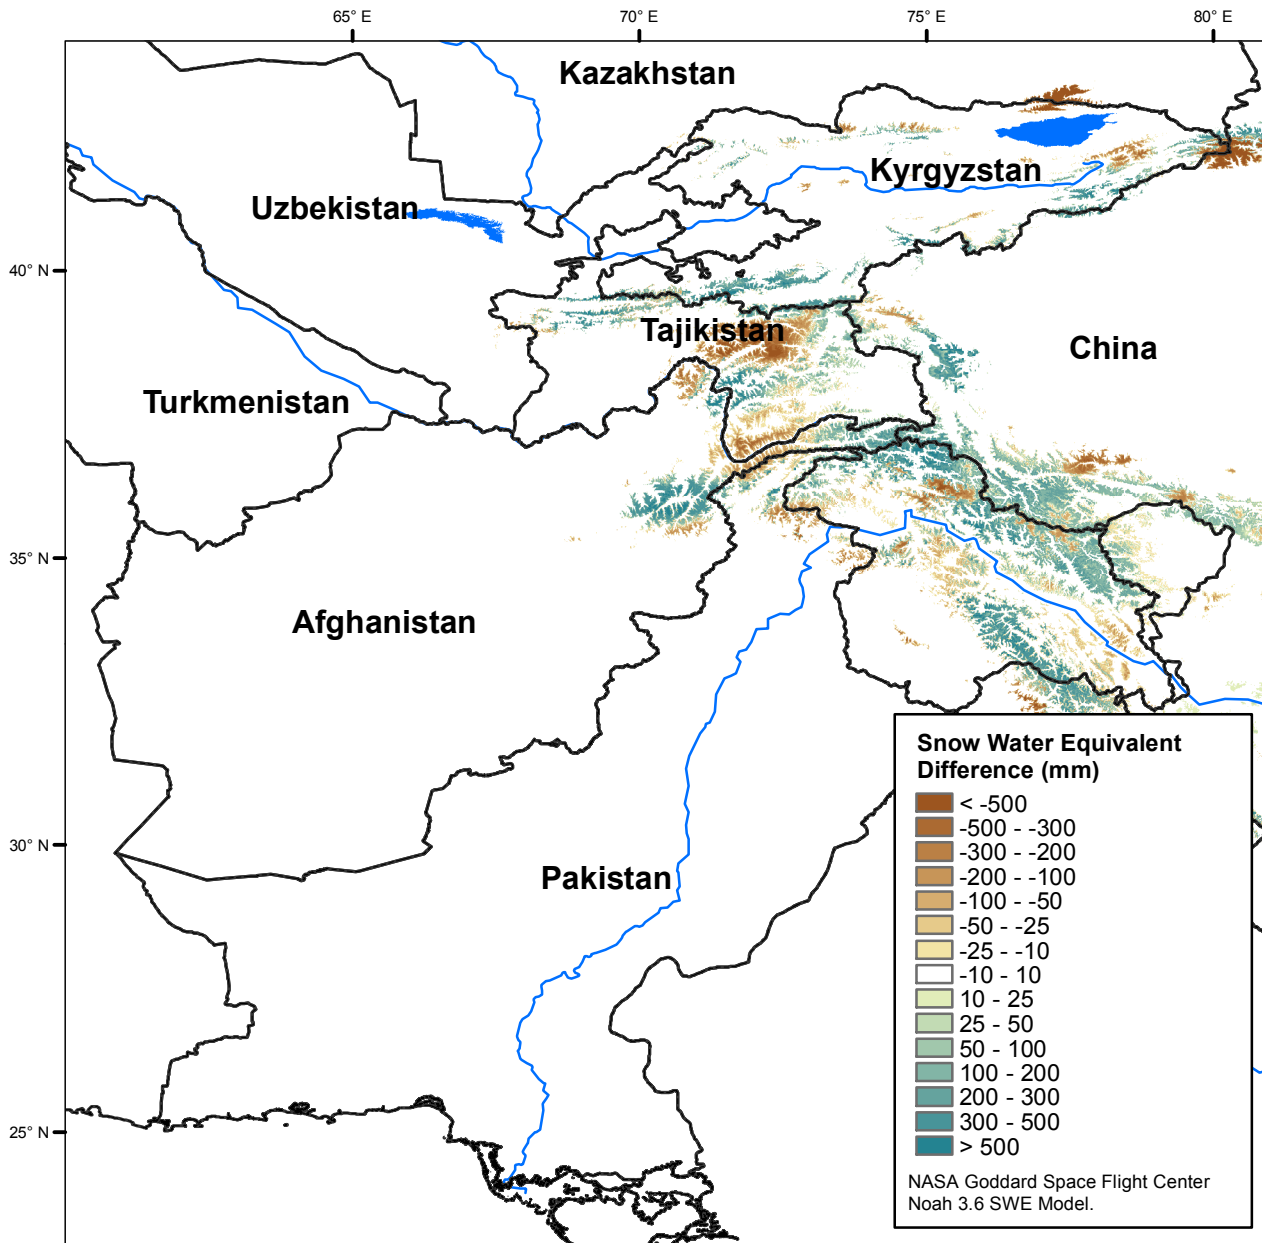 65° E
70° E
75° E
80° E
Kazakhstan
Kyrgyzstan
Uzbekistan
40° N
Tajikistan
China
Turkmenistan
35° N
Afghanistan
Snow Water Equivalent
Difference (mm)
< -500
-500 - -300
-300 - -200
-200 - -100
-100 - -50
-50 - -25
-25 - -10
-10 - 10
10 - 25
25 - 50
50 - 100
100 - 200
200 - 300
300 - 500
> 500
NASA Goddard Space Flight Center
Noah 3.6 SWE Model.
30° N
Pakistan
25° N